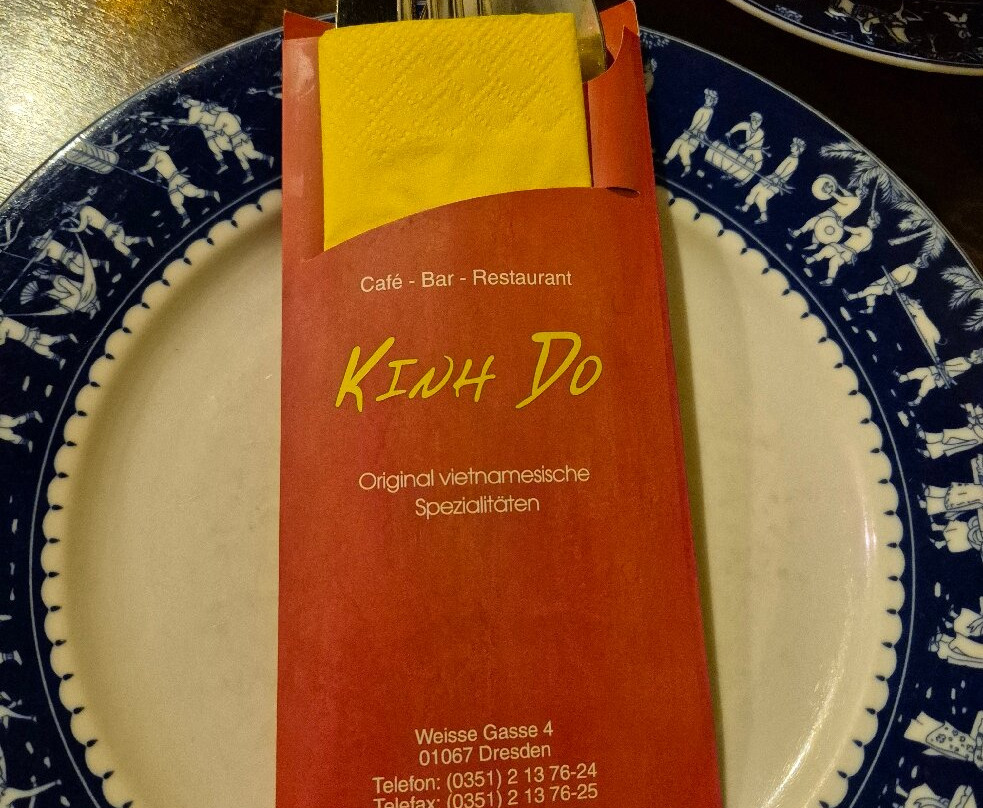 Café - Bar - Restaurant
KINH DO
Original vietnamesische
Spezialitäten
Weisse Gasse 4
01067 Dresden
Telefon: (0351) 2 13 76-24
Telefax: (0351) 2 13 76-25